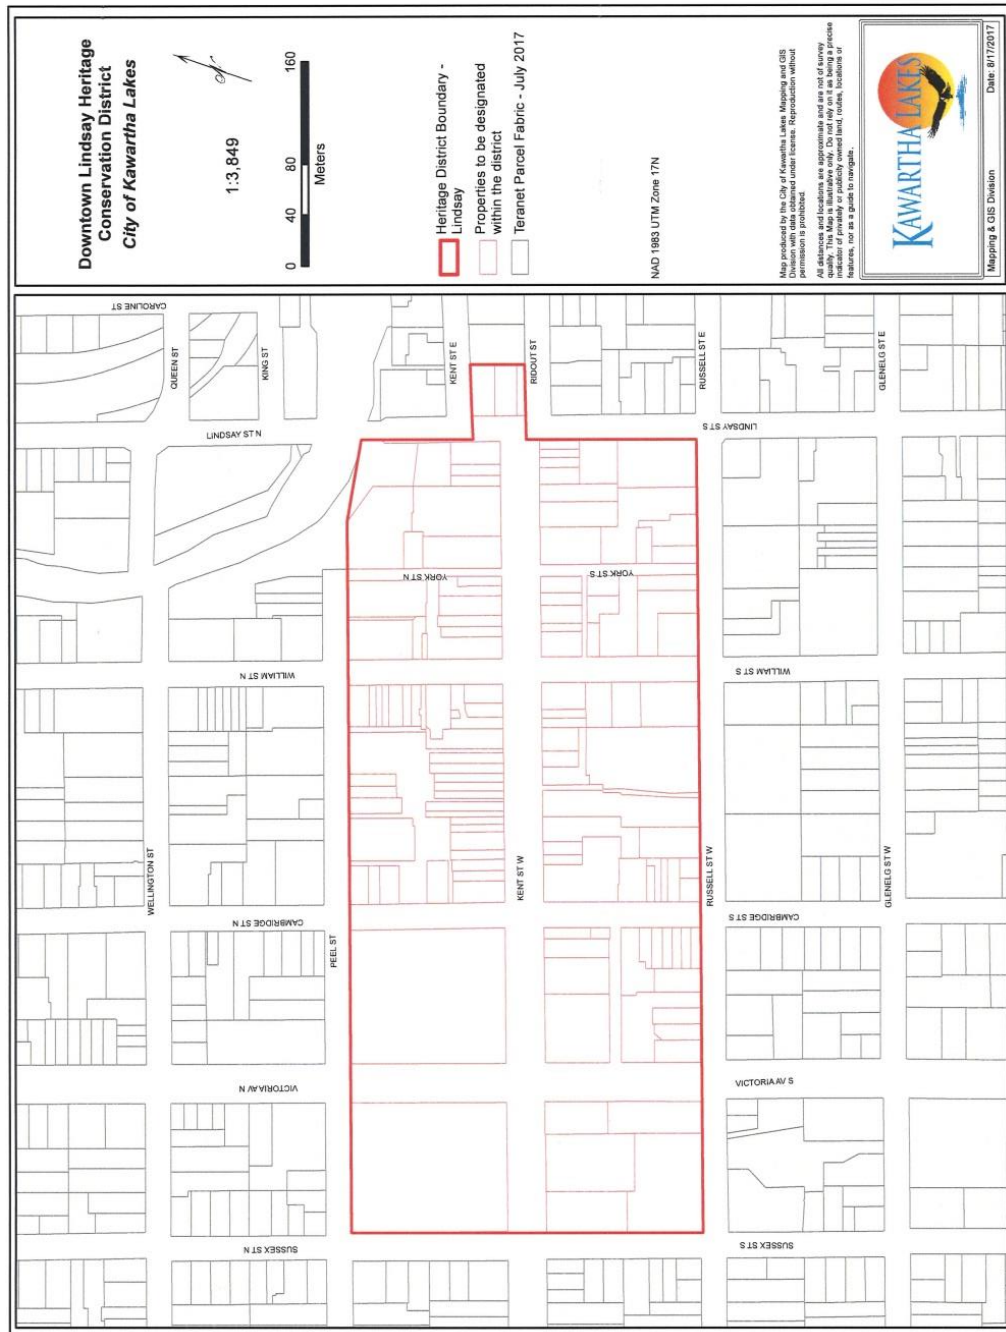 Downtown Lindsay Heritage
Conservation District
City of Kawartha Lakes
1:3,849
0
40
80
160
Meters
Heritage District Boundary -
Lindsay
Properties to be designated
within the district
Teranet Parcel Fabric - July 2017
NAD 1983 UTM Zone 17N
Map produced by the City of Kawartha Lakes Mapping and GIS
Division with data obtained under license. Reproduction without
permission is prohibited.
All distances and locations are approximate and are not of survey
quality. This Map is illustrative only. Do not rely on it as being a precise
indicator of privately or publicly owned land, routes, locations or
features, nor as a guide to navigate.
KAWARTHA LAKES
Mapping & GIS Division
Date: 8/17/2017
CAROLINE ST
QUEEN ST
KING ST
KENT ST E
RIDOUT ST
RUSSELL ST E
GLENELG ST E
LINDSAY ST N
LINDSAY ST S
YORK ST N
YORK ST S
WILLIAM ST N
WILLIAM ST S
WELLINGTON ST
KENT ST W
RUSSELL ST W
GLENELG ST W
CAMBRIDGE ST N
CAMBRIDGE ST S
PEEL ST
VICTORIA AV N
VICTORIA AV S
SUSSEX ST N
SUSSEX ST S